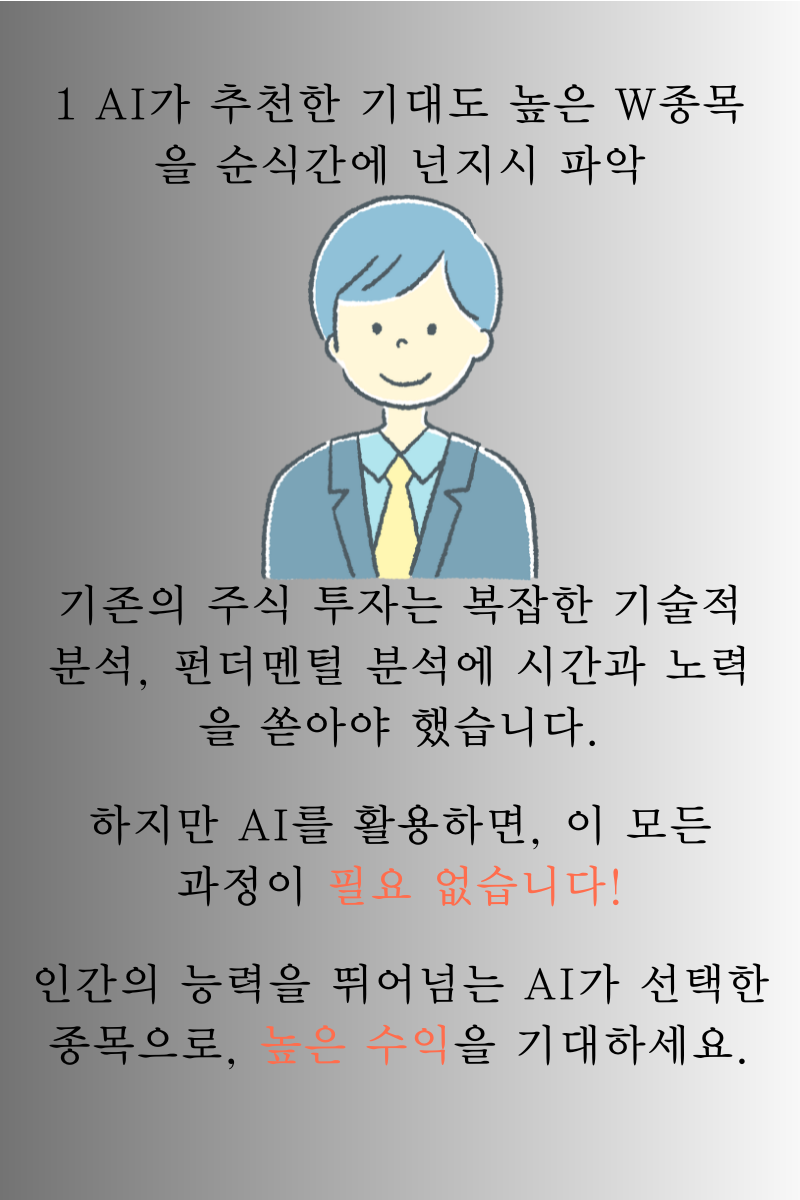 1 AI가 추천한 기대도 높은 W종목
을 순식간에 넌지시 파악
기존의 주식 투자는 복잡한 기술적
분석, 펀더멘털 분석에 시간과 노력
을 쏟아야 했습니다.
하지만 AI를 활용하면, 이 모든
과정이 필요 없습니다!
인간의 능력을 뛰어넘는 AI가 선택한
종목으로, 높은 수익을 기대하세요.